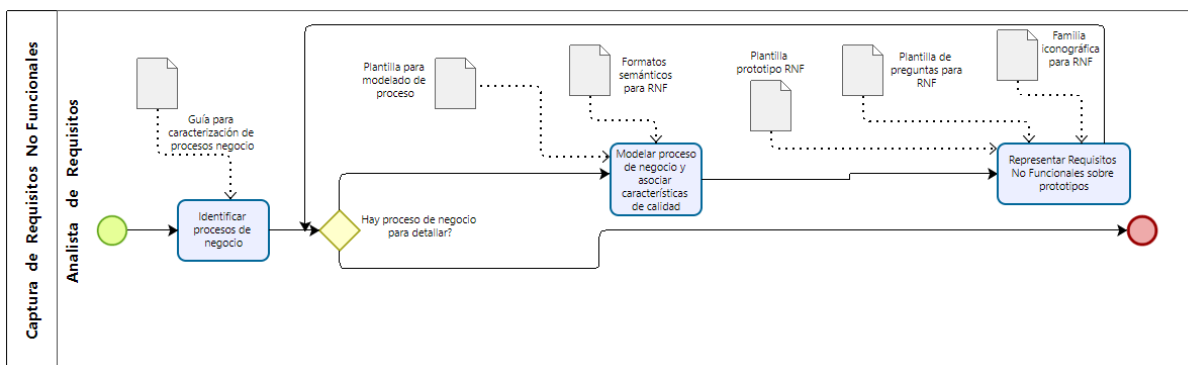 Captura de Requisitos No Funcionales
Analista de Requisitos
Guía para
caracterización de
procesos negocio
Identificar
procesos de
negocio
Hay proceso de negocio
para detallar?
Plantilla para
modelado de
proceso
Formatos
semánticos
para RNF
Modelar proceso
de negocio y
asociar
características
de calidad
Plantilla
prototipo RNF
Plantilla de
preguntas para
RNF
Familia
iconográfica
para RNF
Representar Requisitos
No Funcionales sobre
prototipos